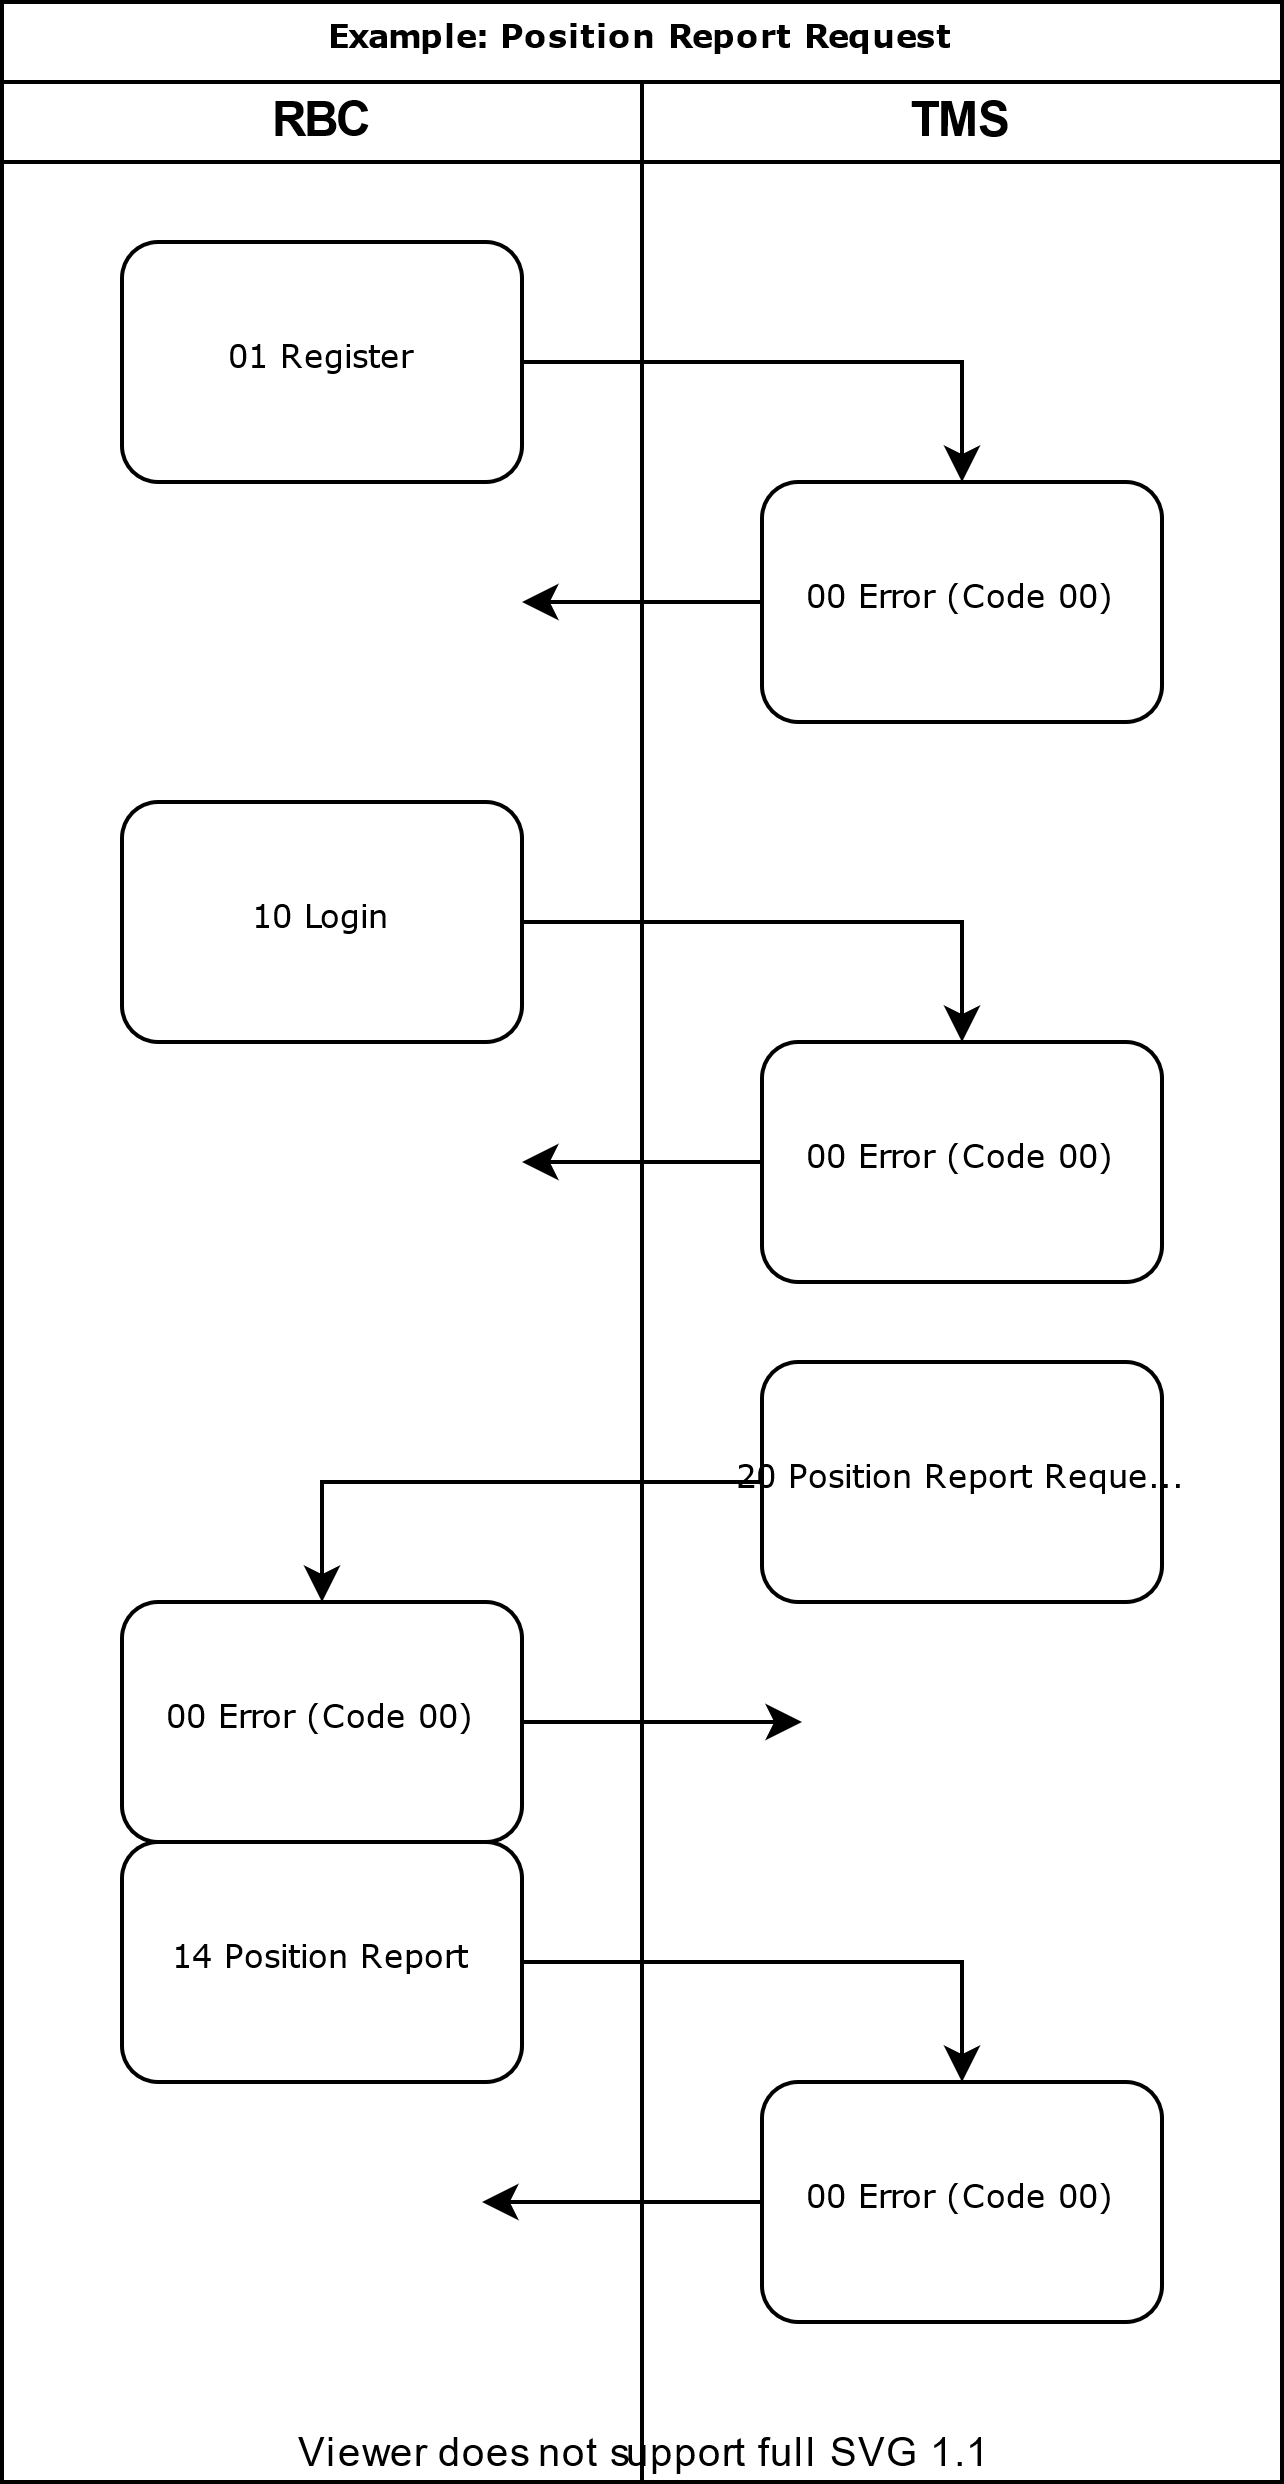 Example: Position Report Request
RBC
TMS
01 Register
00 Error (Code 00)
10 Login
00 Error (Code 00)
20 Position Report Reque...
00 Error (Code 00)
14 Position Report
00 Error (Code 00)
Viewer does not support full SVG 1.1